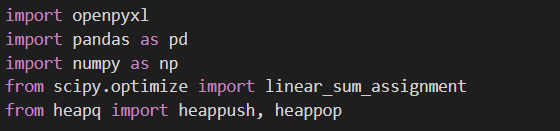 import openpyxl
import pandas as pd
import numpy as np
from scipy.optimize import linear_sum_assignment
from heapq import heappush, heappop